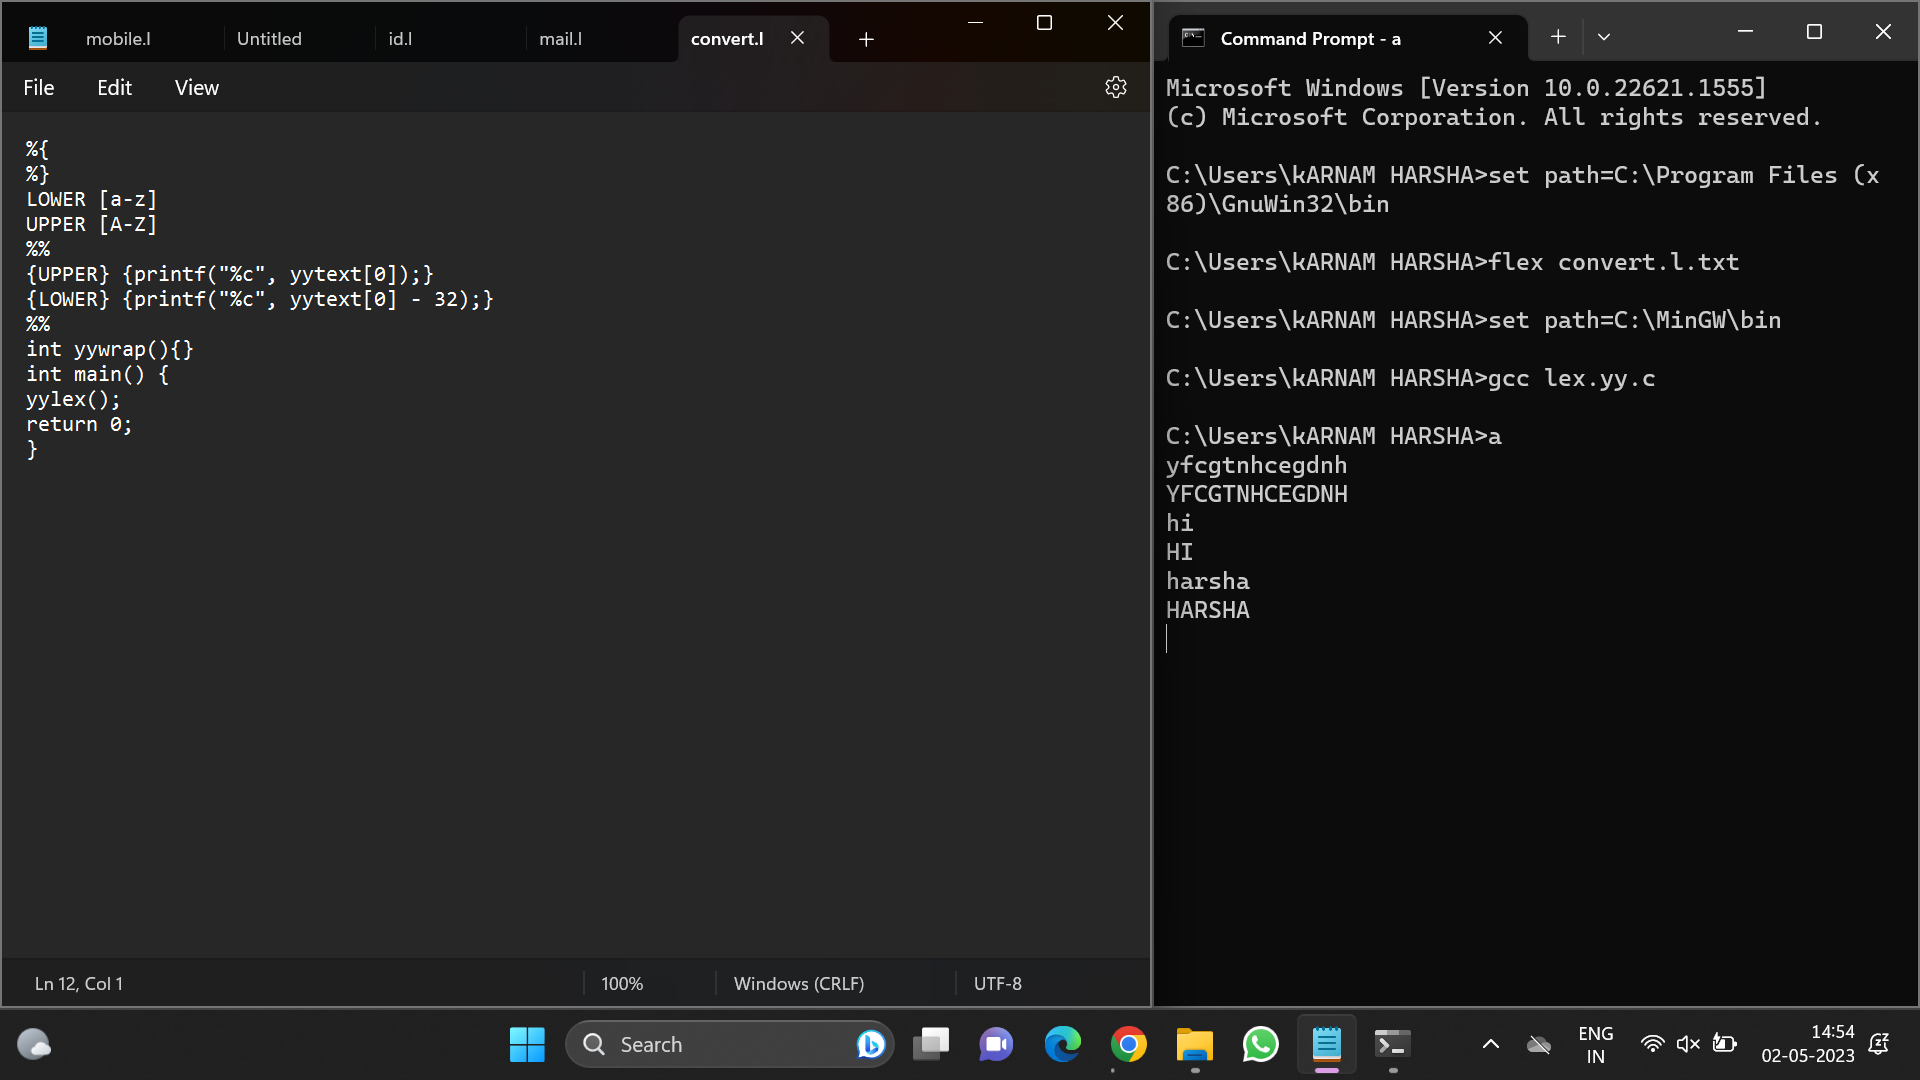 mobile.l
Untitled
id.l
mail.l
convert.l
File
Edit
View
%{
%}
LOWER [a-z]
UPPER [A-Z]
%%
{UPPER} {printf("%c", yytext[0]);}
{LOWER} {printf("%c", yytext[0] - 32);}
%%
int yywrap(){}
int main() {
yylex();
return 0;
}
Ln 12, Col 1
100%
Windows (CRLF)
UTF-8
Command Prompt - a
Microsoft Windows [Version 10.0.22621.1555]
(c) Microsoft Corporation. All rights reserved.
C:\Users\kARNAM HARSHA>set path=C:\Program Files (x
86)\GnuWin32\bin
C:\Users\kARNAM HARSHA>flex convert.l.txt
C:\Users\kARNAM HARSHA>set path=C:\MinGW\bin
C:\Users\kARNAM HARSHA>gcc lex.yy.c
C:\Users\kARNAM HARSHA>a
yfcgtnhcegdnh
YFCGTNHCEGDNH
hi
HI
harsha
HARSHA
Search
ENG
IN
14:54
02-05-2023